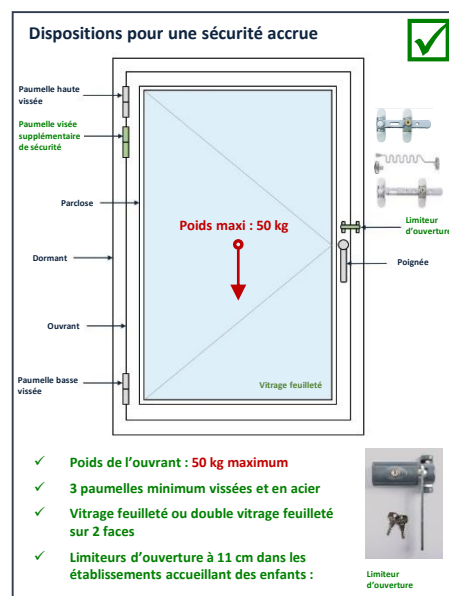 Dispositions pour une sécurité accrue
Paumelle haute
vissée
Paumelle visée
supplémentaire
de sécurité
Parclose
Poids maxi : 50 kg
Limiteur
d'ouverture
Dormant
Poignée
Ouvrant
Paumelle basse
vissée
Vitrage feuilleté
✓ Poids de l'ouvrant : 50 kg maximum
✓ 3 paumelles minimum vissées et en acier
✓ Vitrage feuilleté ou double vitrage feuilleté
sur 2 faces
✓ Limiteurs d'ouverture à 11 cm dans les
établissements accueillant des enfants :
Limiteur
d'ouverture